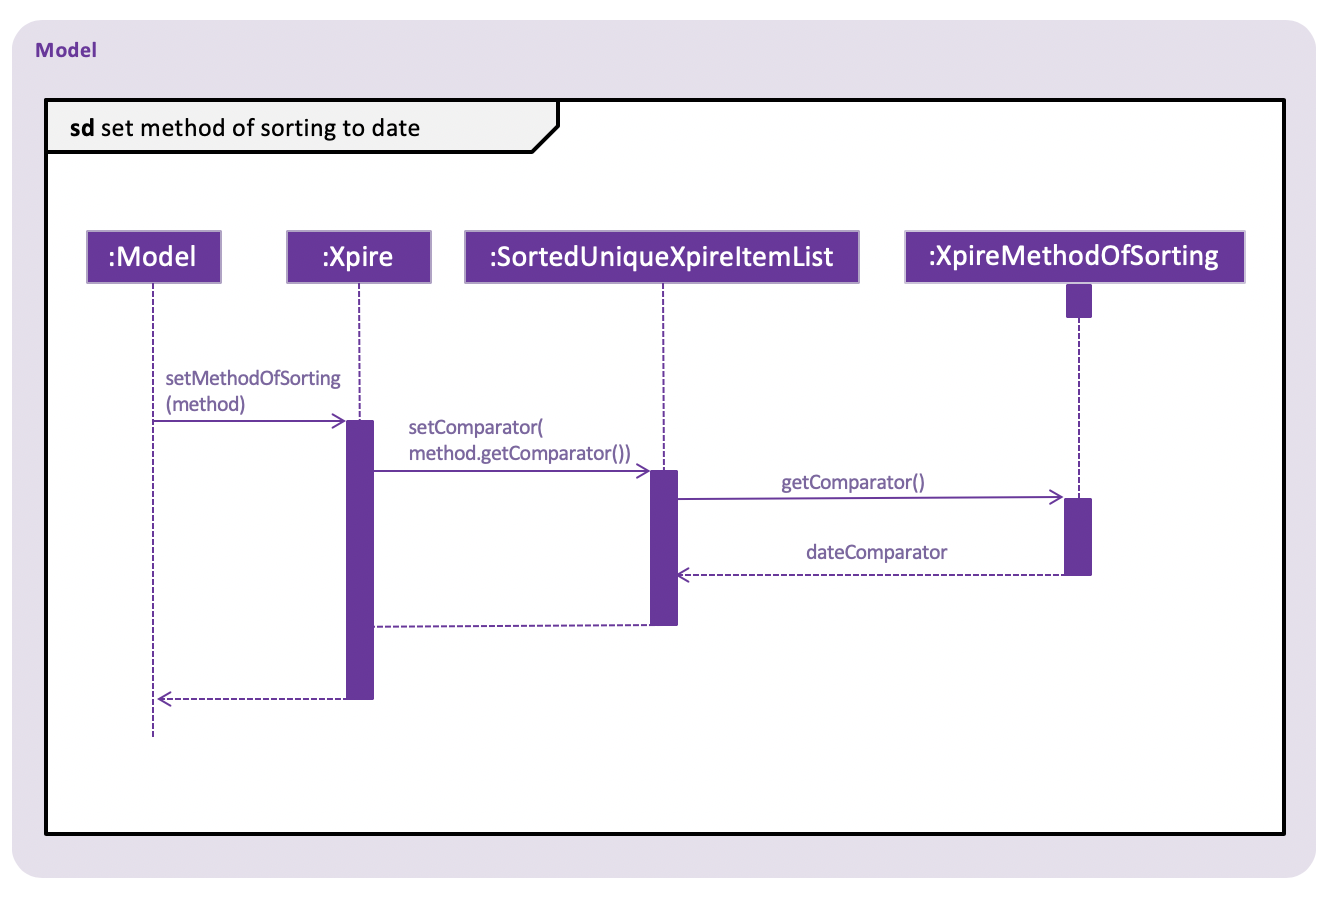 Model
sd set method of sorting to date
:Model
:Xpire
:SortedUniqueXpireItemList
:XpireMethodOfSorting
setMethodOfSorting
(method)
setComparator(
method.getComparator())
getComparator()
dateComparator